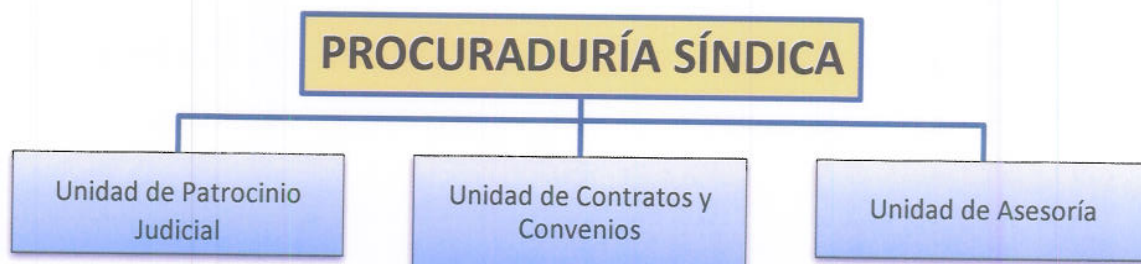 PROCURADURÍA SÍNDICA
Unidad de Patrocinio
Judicial
Unidad de Contratos y
Convenios
Unidad de Asesoría